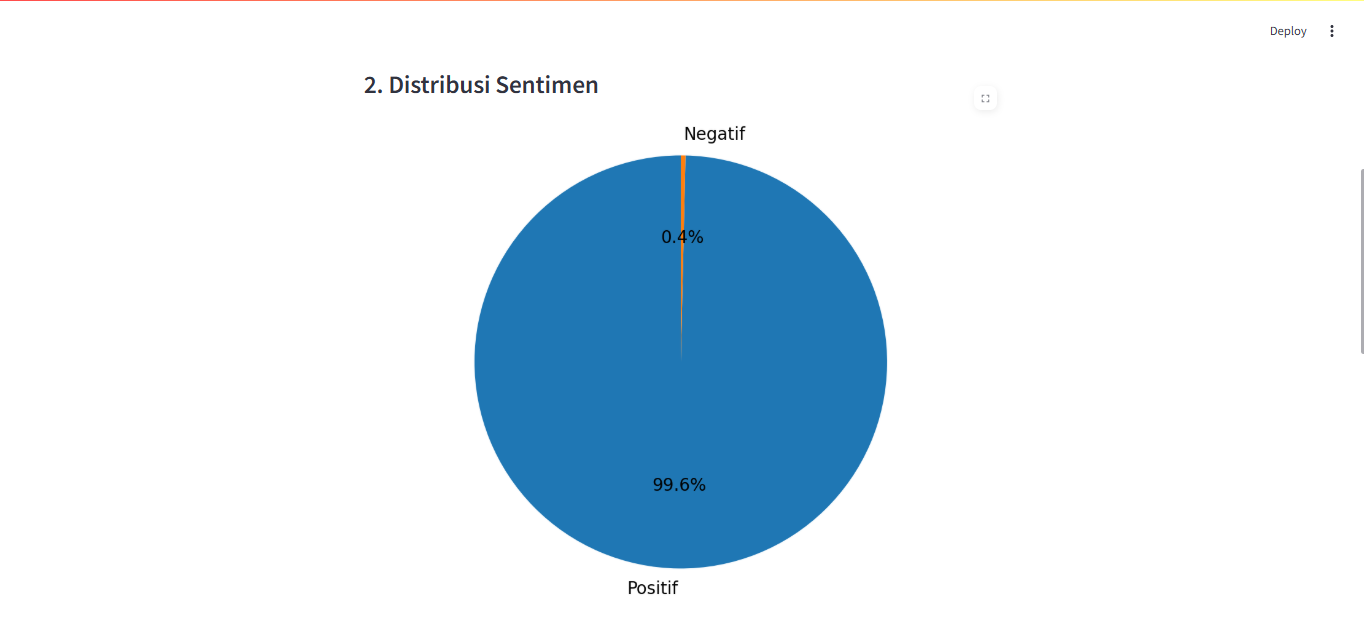 Deploy
2. Distribusi Sentimen
Negatif
0.4%
99.6%
Positif